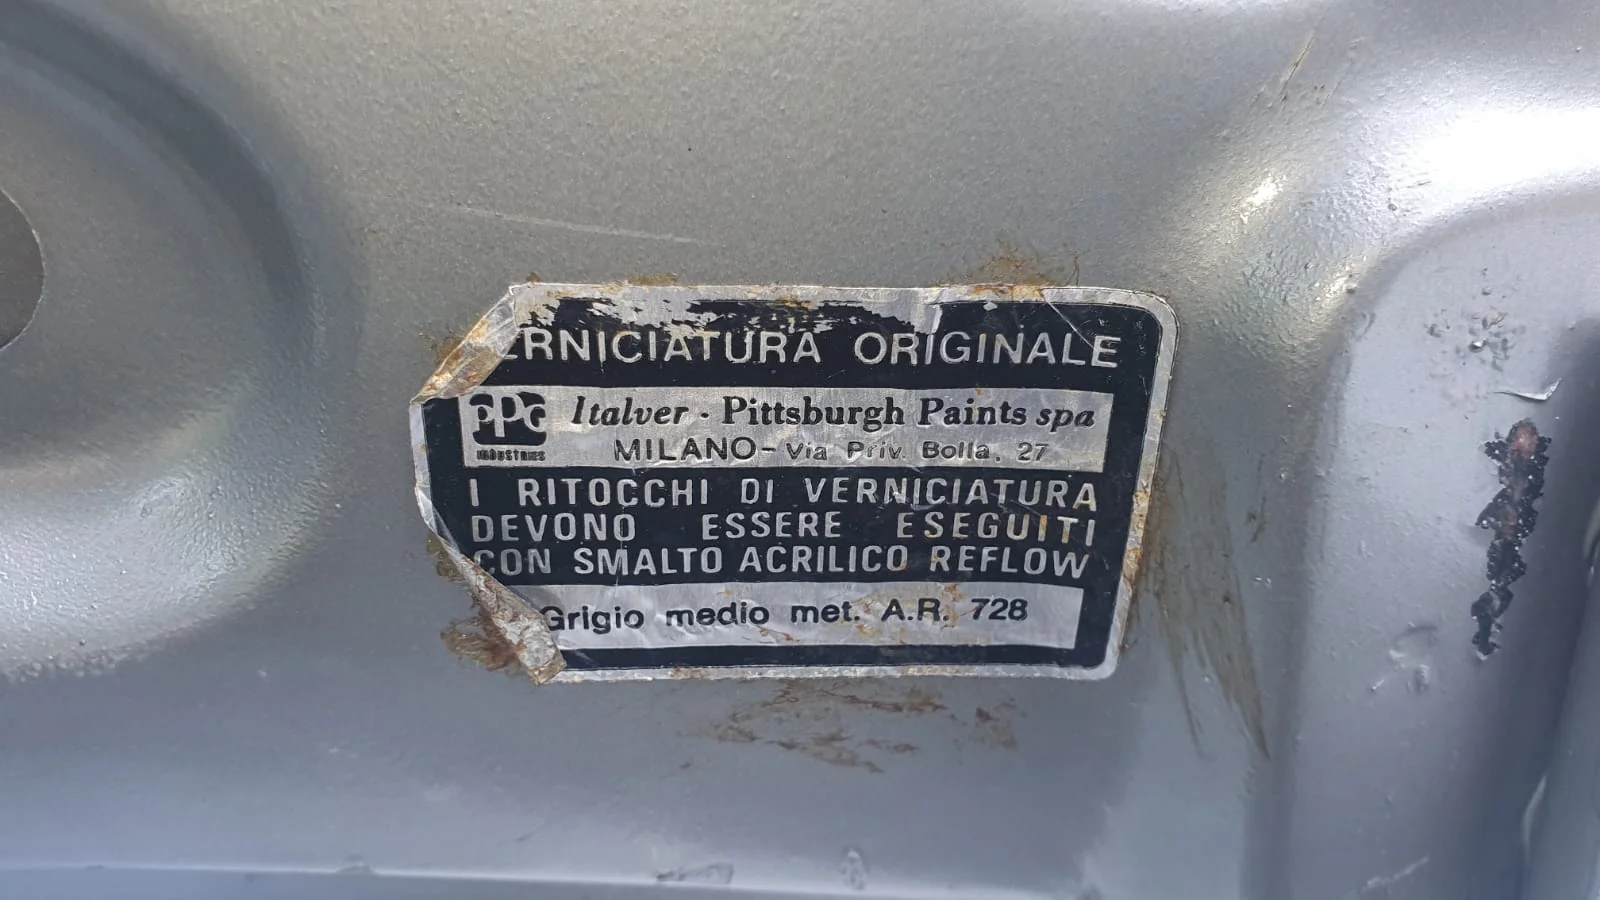 ERNICIATURA ORIGINALE
PPG INDUSTRIES
Italver - Pittsburgh Paints spa
MILANO - Via Priv. Bolla, 27
I RITOCCHI DI VERNICIATURA
DEVONO ESSERE ESEGUITI
CON SMALTO ACRILICO REFLOW
Grigio medio met. A.R. 728